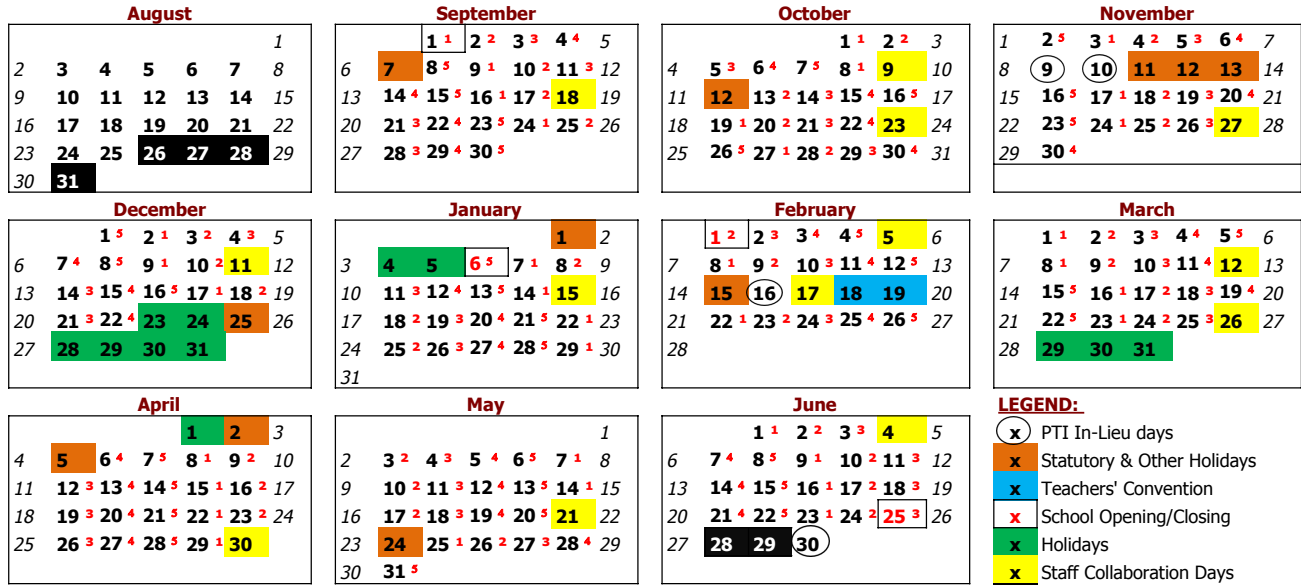 August September October November
1 1 1 2 2 3 3 4 4 5 1 1 2 2 3 1 2 5 3 1 4 2 5 3 6 4 7
2 3 4 5 6 7 8 6 7 8 5 9 1 10 2 11 3 12 4 5 3 6 4 7 5 8 1 9 10 8 9 10 11 12 13 14
9 10 11 12 13 14 15 13 14 4 15 5 16 1 17 2 18 19 11 12 13 2 14 3 15 4 16 5 17 15 16 5 17 1 18 2 19 3 20 4 21
16 17 18 19 20 21 22 20 21 3 22 4 23 5 24 1 25 2 26 18 19 1 20 2 21 3 22 4 23 24 22 23 5 24 1 25 2 26 3 27 28
23 24 25 26 27 28 29 27 28 3 29 4 30 5 25 26 5 27 1 28 2 29 3 30 4 31 29 30 4
30 31
December January February March
1 5 2 1 3 2 4 3 5 1 2 1 2 2 3 3 4 4 5 5 6 1 1 2 2 3 3 4 4 5 5 6
6 7 4 8 5 9 1 10 2 11 12 3 4 5 6 5 7 1 8 2 9 7 8 1 9 2 10 3 11 4 12 5 13 7 8 1 9 2 10 3 11 4 12 13
13 14 3 15 4 16 5 17 1 18 2 19 10 11 3 12 4 13 5 14 1 15 16 14 15 16 17 18 19 20 14 15 5 16 1 17 2 18 3 19 4 20
20 21 3 22 4 23 24 25 26 17 18 2 19 3 20 4 21 5 22 1 23 21 22 1 23 2 24 3 25 4 26 5 27 21 22 5 23 1 24 2 25 3 26 27
27 28 29 30 31 24 25 2 26 3 27 4 28 5 29 1 30 28 28 29 30 31
31
April May June LEGEND:
1 2 3 1 1 1 2 2 3 3 4 5 x PTI In-Lieu days
4 5 6 4 7 5 8 1 9 2 10 2 3 2 4 3 5 4 6 5 7 1 8 6 7 4 8 5 9 1 10 2 11 3 12 x Statutory & Other Holidays
11 12 3 13 4 14 5 15 1 16 2 17 9 10 2 11 3 12 4 13 5 14 1 15 13 14 4 15 5 16 1 17 2 18 3 19 x Teachers' Convention
18 19 3 20 4 21 5 22 1 23 2 24 16 17 2 18 3 19 4 20 5 21 22 20 21 4 22 5 23 1 24 2 25 3 26 x School Opening/Closing
25 26 3 27 4 28 5 29 1 30 23 24 25 1 26 2 27 3 28 4 29 27 28 29 30 x Holidays
30 31 5 x Staff Collaboration Days